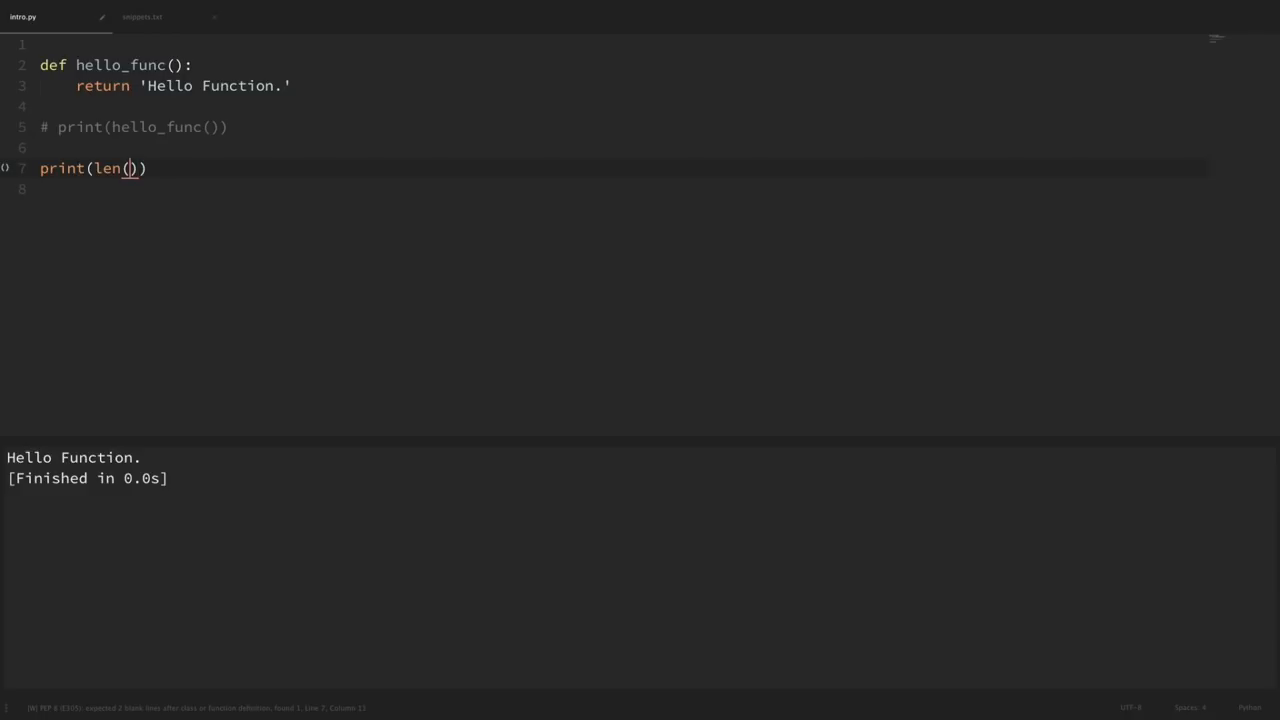 intro.py
snippets.txt
1
2 def hello_func():
3     return 'Hello Function.'
4
5 # print(hello_func())
6
() 7 print(len())
8
Hello Function.
[Finished in 0.0s]
[W] PEP 8 (E305): expected 2 blank lines after class or function definition, found 1, Line 7, Column 11
UTF-8 Spaces: 4 Python